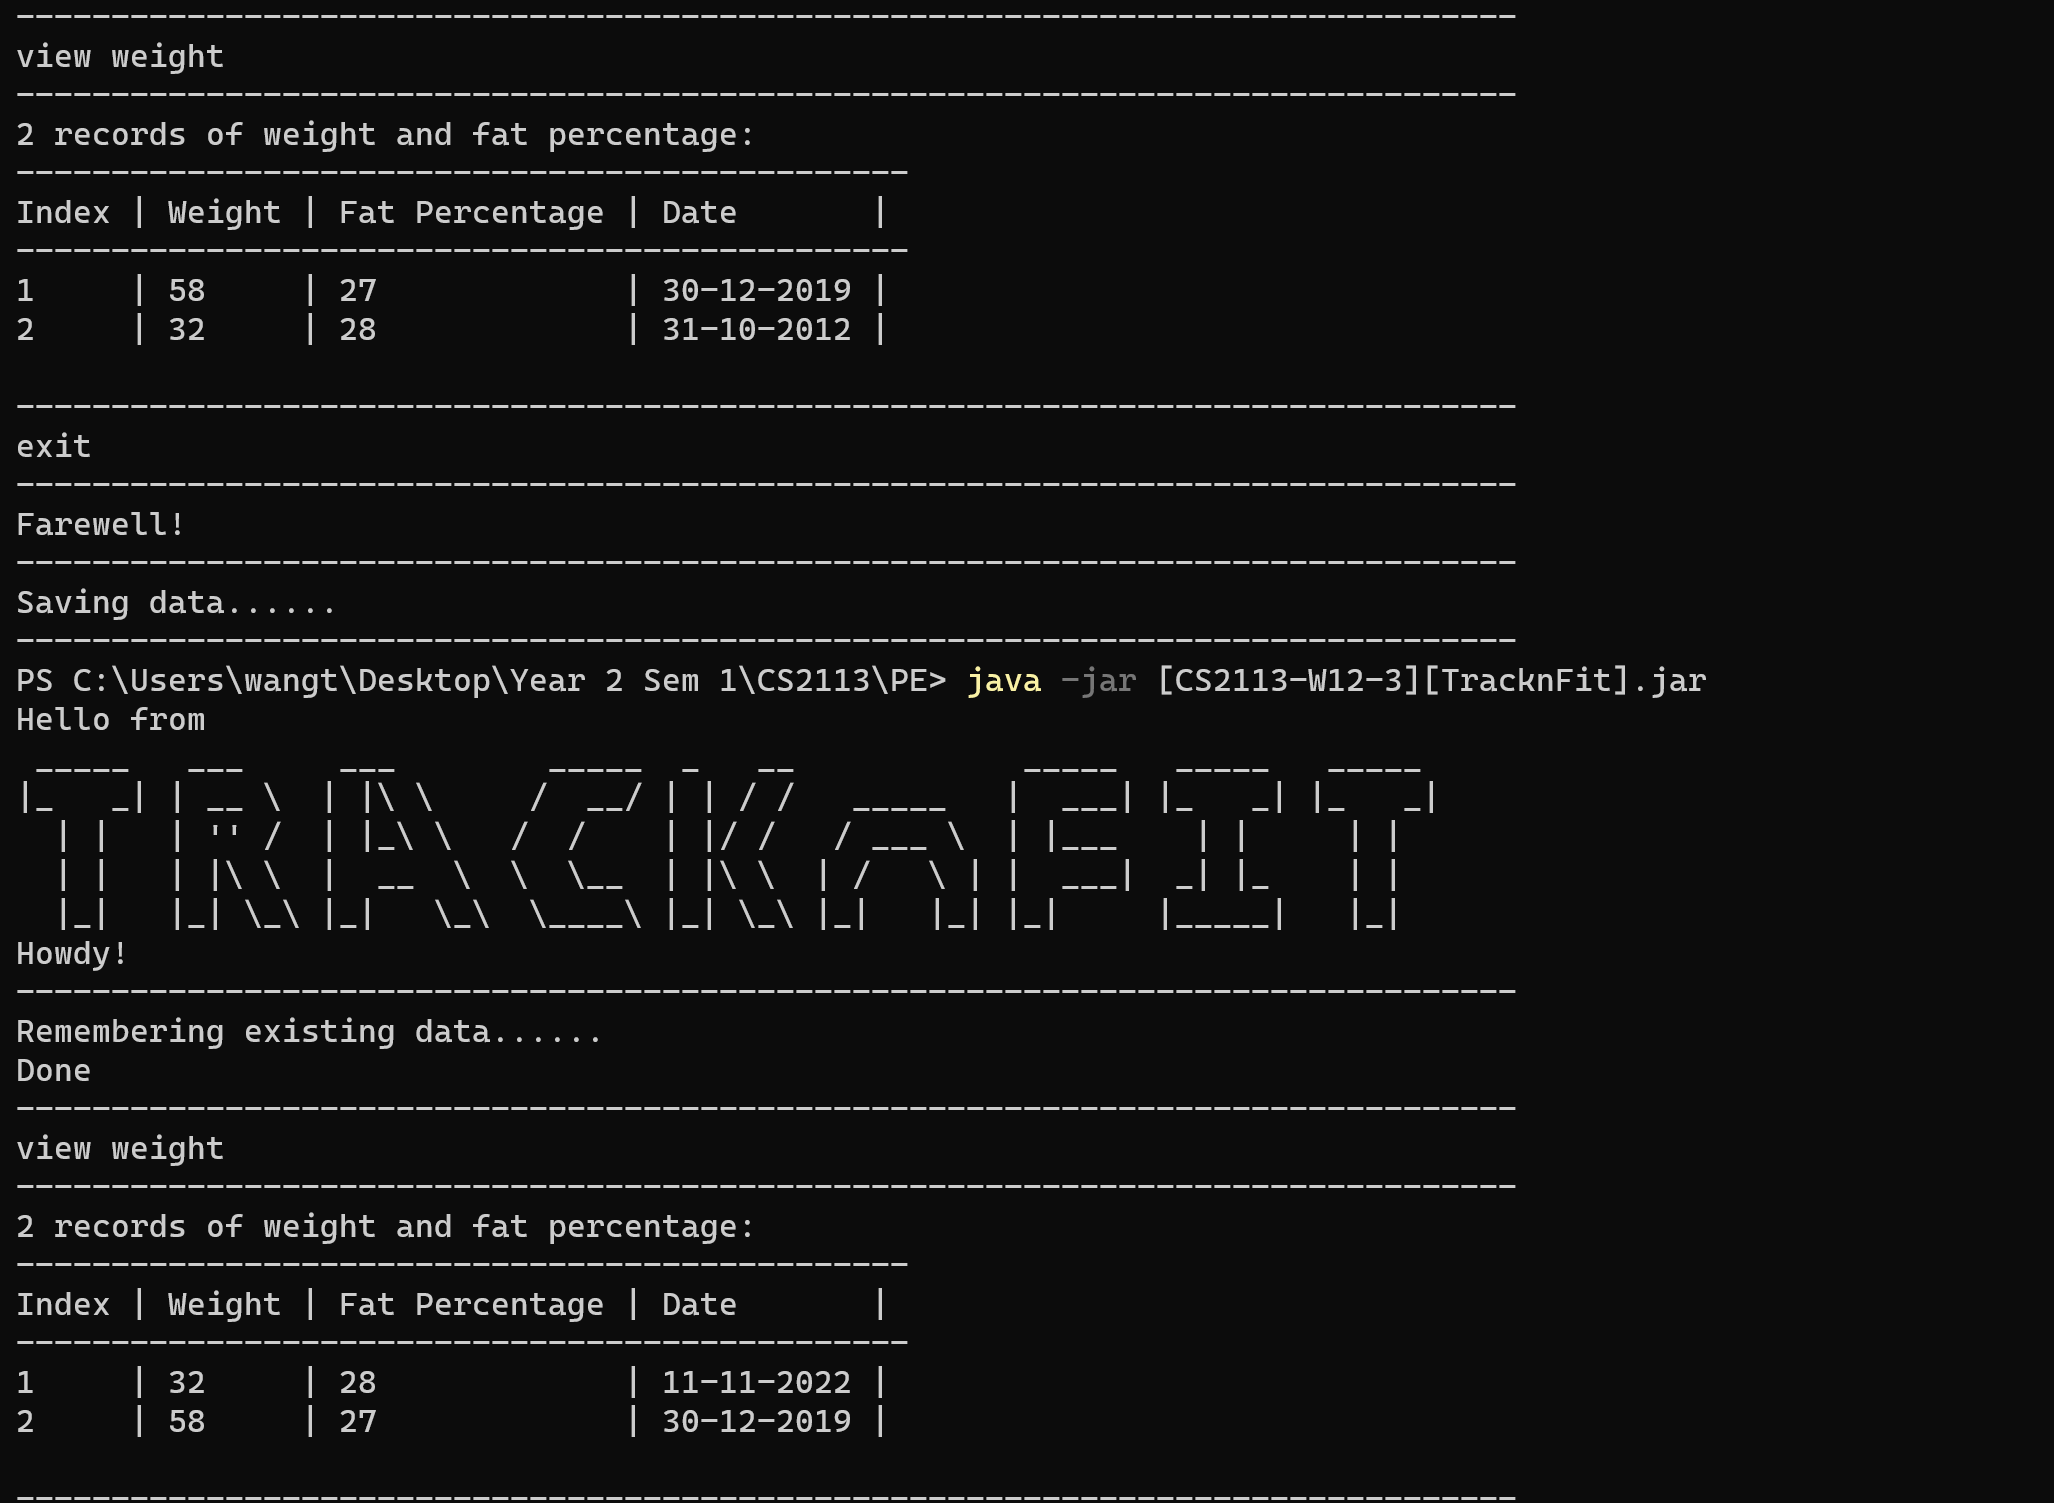 --------------------------------------------------------------------------------
view weight
--------------------------------------------------------------------------------
2 records of weight and fat percentage:
-----------------------------------------------
Index | Weight | Fat Percentage | Date       |
-----------------------------------------------
1     | 58     | 27             | 30-12-2019 |
2     | 32     | 28             | 31-10-2012 |

--------------------------------------------------------------------------------
exit
--------------------------------------------------------------------------------
Farewell!
--------------------------------------------------------------------------------
Saving data......
--------------------------------------------------------------------------------
PS C:\Users\wangt\Desktop\Year 2 Sem 1\CS2113\PE> java -jar [CS2113-W12-3][TracknFit].jar
Hello from
TRACKnFIT
Howdy!
--------------------------------------------------------------------------------
Remembering existing data......
Done
--------------------------------------------------------------------------------
view weight
--------------------------------------------------------------------------------
2 records of weight and fat percentage:
-----------------------------------------------
Index | Weight | Fat Percentage | Date       |
-----------------------------------------------
1     | 32     | 28             | 11-11-2022 |
2     | 58     | 27             | 30-12-2019 |

--------------------------------------------------------------------------------